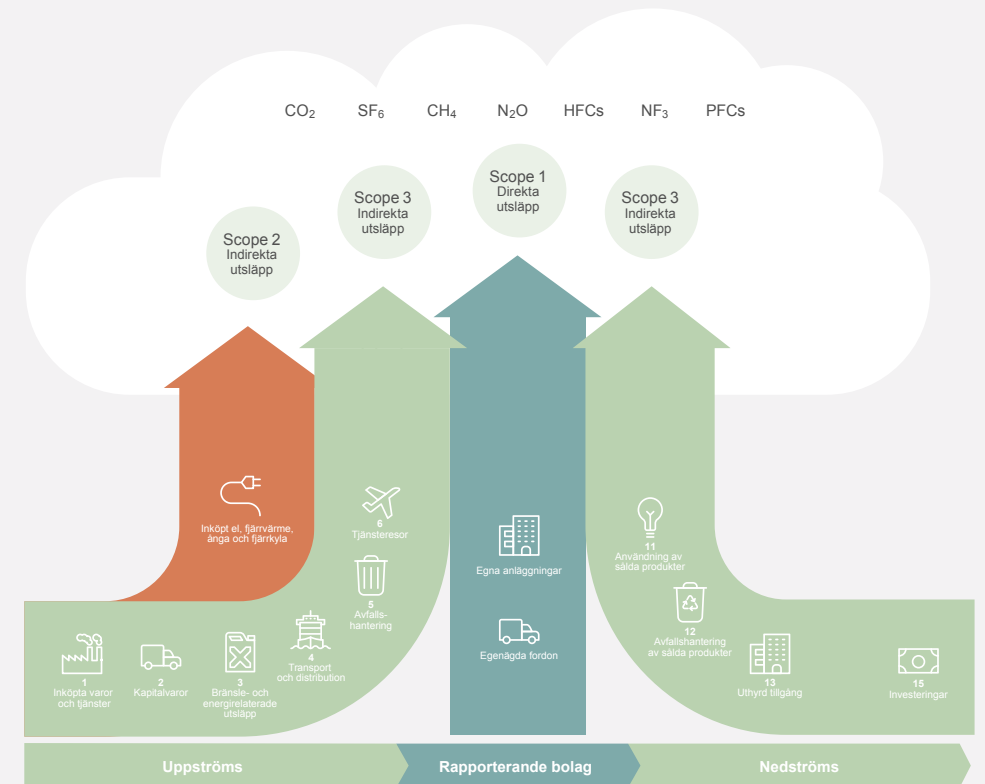 CO₂ SF₆ CH₄ N₂O HFCs NF₃ PFCs
Scope 2
Indirekta
utsläpp
Scope 3
Indirekta
utsläpp
Scope 1
Direkta
utsläpp
Scope 3
Indirekta
utsläpp
Inköpt el, fjärrvärme,
ånga och fjärrkyla
1
Inköpta varor
och tjänster
2
Kapitalvaror
3
Bränsle- och
energirelaterade
utsläpp
4
Transport
och distribution
5
Avfalls-
hantering
6
Tjänsteresor
Egna anläggningar
Egenägda fordon
11
Användning av
sålda produkter
12
Avfallshantering
av sålda produkter
13
Uthyrd tillgång
15
Investeringar
Uppströms
Rapporterande bolag
Nedströms